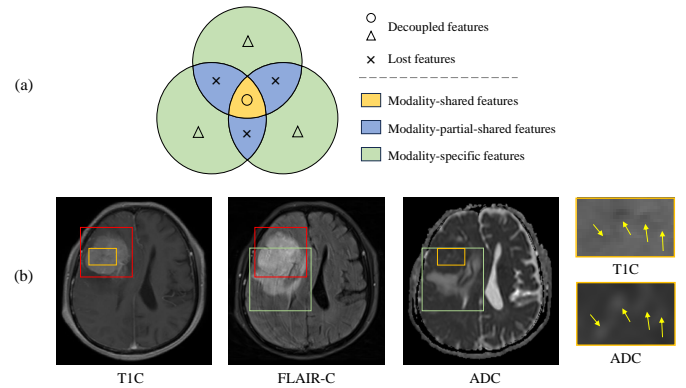 (a)
Decoupled features
Lost features
Modality-shared features
Modality-partial-shared features
Modality-specific features
(b)
T1C
FLAIR-C
ADC
T1C
ADC